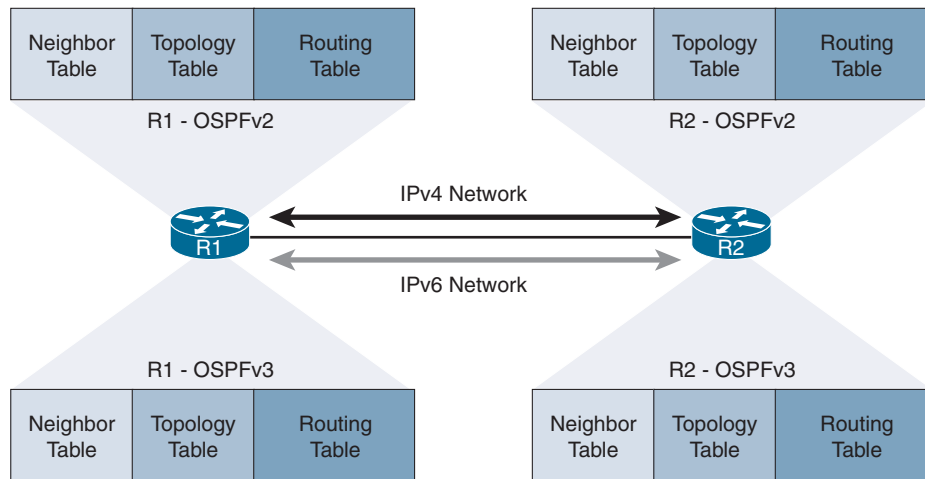 Neighbor Table
Topology Table
Routing Table
Neighbor Table
Topology Table
Routing Table
R1 - OSPFv2
R2 - OSPFv2
IPv4 Network
R1
R2
IPv6 Network
R1 - OSPFv3
R2 - OSPFv3
Neighbor Table
Topology Table
Routing Table
Neighbor Table
Topology Table
Routing Table